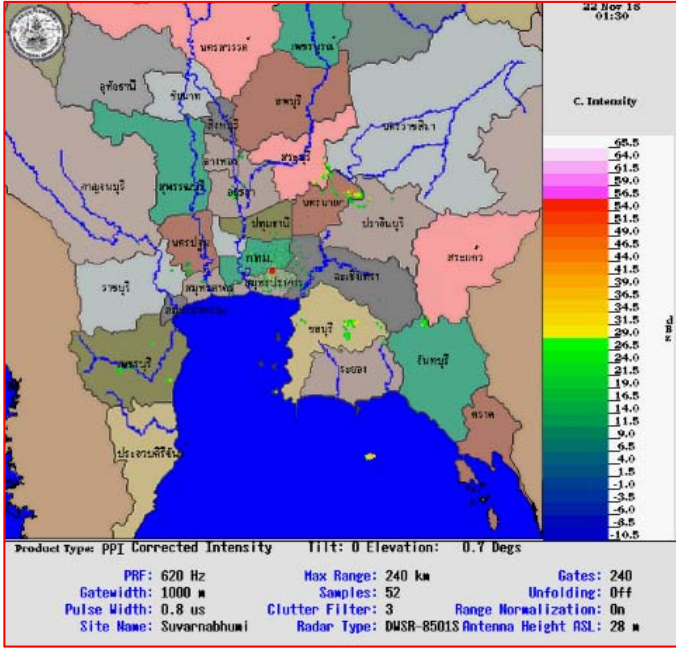 22 Nov 16
01:30
C. Intensity
นครสวรรค์
เพชรบูรณ์
อุทัยธานี
ชัยนาท
ลพบุรี
สิงห์บุรี
นครราชสีมา
กาญจนบุรี
สุพรรณบุรี
อ่างทอง
สระบุรี
อยุธยา
นครนายก
ปราจีนบุรี
ปทุมธานี
นครปฐม
กทม.
สระแก้ว
ราชบุรี
สมุทรสาคร
สมุทรปราการ
ฉะเชิงเทรา
สมุทรสงคราม
ชลบุรี
เพชรบุรี
ระยอง
จันทบุรี
ตราด
ประจวบคีรีขันธ์
65.5
64.0
61.5
59.0
56.5
54.0
51.5
49.0
46.5
44.0
41.5
39.0
36.5
34.0
31.5
29.0
26.5
24.0
21.5
19.0
16.5
14.0
11.5
9.0
6.5
4.0
1.5
-1.0
-3.5
-6.0
-8.5
-10.5
dBz
Product Type: PPI Corrected Intensity Tilt: 0 Elevation: 0.7 Degs
PRF: 620 Hz Max Range: 240 km Gates: 240
Gatewidth: 1000 m Samples: 52 Unfolding: Off
Pulse Width: 0.8 us Clutter Filter: 3 Range Normalization: On
Site Name: Suvarnabhumi Radar Type: DWSR-8501S Antenna Height ASL: 28 m